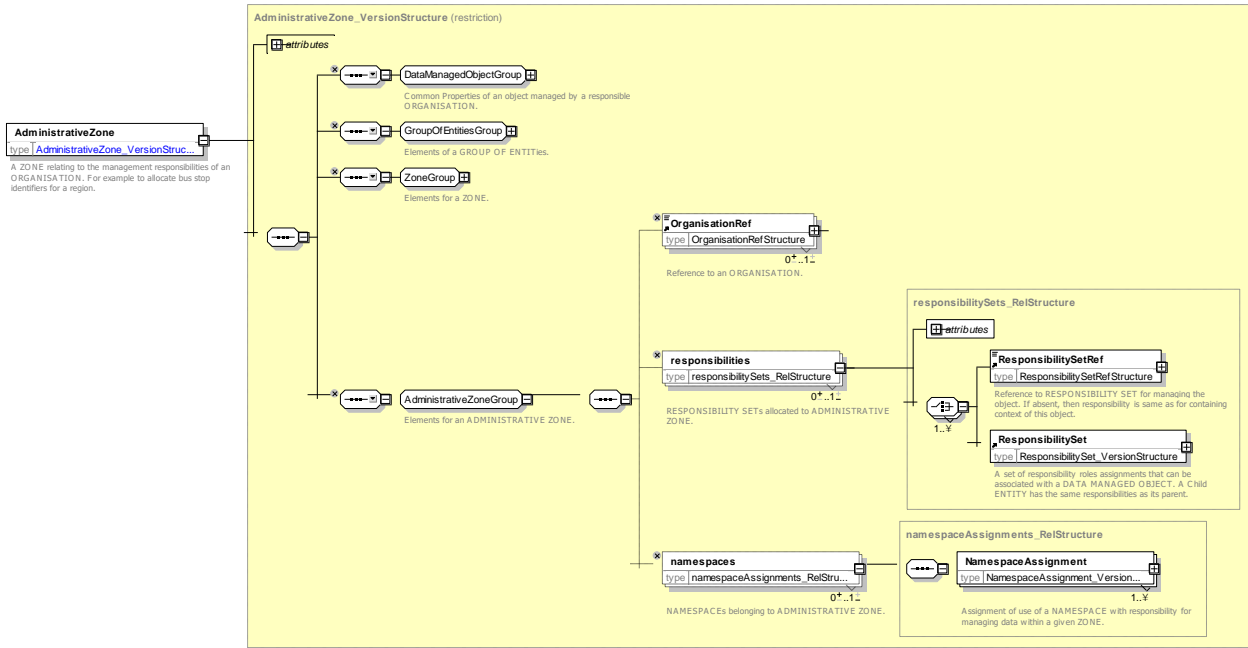 AdministrativeZone_VersionStructure (restriction)
attributes
DataManagedObjectGroup
Common Properties of an object managed by a responsible
ORGANISATION.
GroupOfEntitiesGroup
Elements of a GROUP OF ENTITies.
AdministrativeZone
type AdministrativeZone_VersionStruc...
A ZONE relating to the management responsibilities of an
ORGANISATION. For example to allocate bus stop
identifiers for a region.
ZoneGroup
Elements for a ZONE.
OrganisationRef
type OrganisationRefStructure
0..1
Reference to an ORGANISATION.
responsibilitySets_RelStructure
attributes
responsibilities
type responsibilitySets_RelStructure
0..1
RESPONSIBILITY SETs allocated to ADMINISTRATIVE
ZONE.
ResponsibilitySetRef
type ResponsibilitySetRefStructure
Reference to RESPONSIBILITY SET for managing the
object. If absent, then responsibility is same as for containing
context of this object.
AdministrativeZoneGroup
Elements for an ADMINISTRATIVE ZONE.
1..¥
ResponsibilitySet
type ResponsibilitySet_VersionStructure
A set of responsibility roles assignments that can be
associated with a DATA MANAGED OBJECT. A Child
ENTITY has the same responsibilities as its parent.
namespaceAssignments_RelStructure
namespaces
type namespaceAssignments_RelStru...
0..1
NAMESPACEs belonging to ADMINISTRATIVE ZONE.
NamespaceAssignment
type NamespaceAssignment_Version...
1..¥
Assignment of use of a NAMESPACE with responsibility for
managing data within a given ZONE.